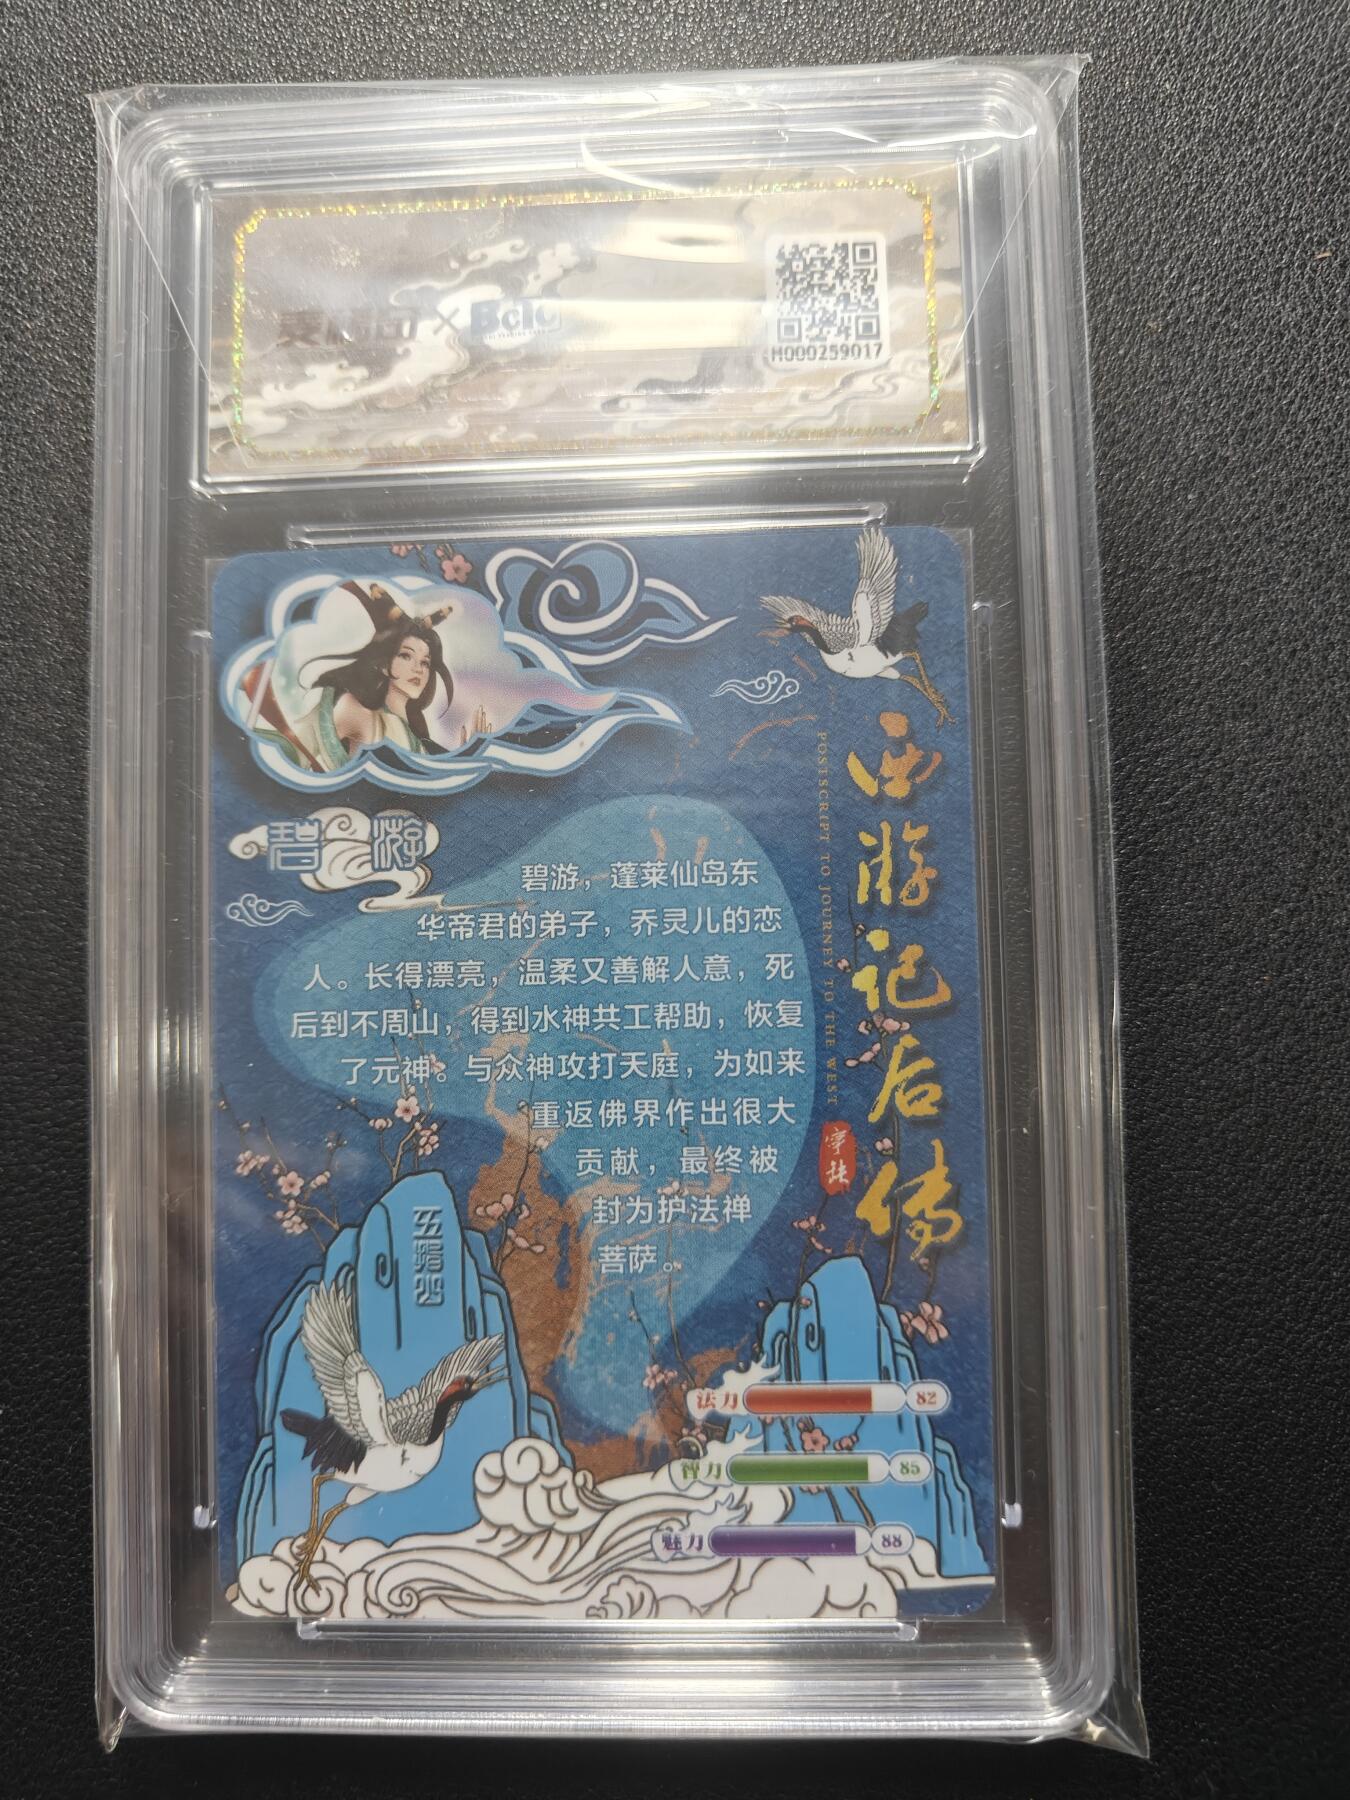 ×
Bctc
H000259017
碧游
西游记后传
POSTSCRIPT TO JOURNEY TO THE WEST
碧游，蓬莱仙岛东
华帝君的弟子，乔灵儿的恋
人。长得漂亮，温柔又善解人意，死
后到不周山，得到水神共工帮助，恢复
了元神。与众神攻打天庭，为如来
重返佛界作出很大
贡献，最终被
封为护法禅
菩萨。
五指山
法力 82
智力 85
魅力 88